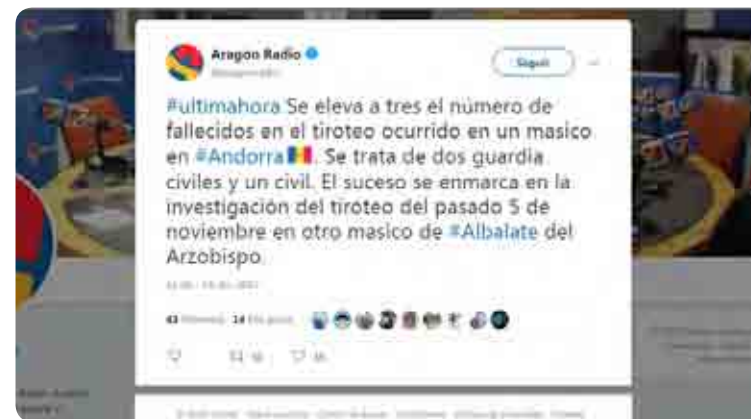 Aragon Radio
Seguir
#ultimahora Se eleva a tres el número de
fallecidos en el tiroteo ocurrido en un masico
en #Andorra🇦🇩. Se trata de dos guardia
civiles y un civil. El suceso se enmarca en la
investigación del tiroteo del pasado 5 de
noviembre en otro masico de #Albalate del
Arzobispo